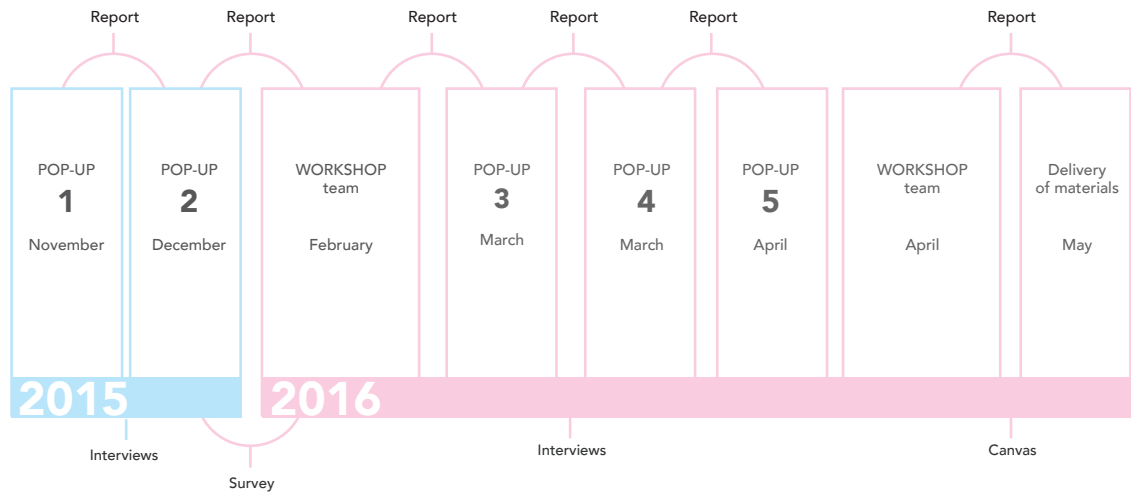 Report
Report
Report
Report
Report
Report
POP-UP
1
November
POP-UP
2
December
WORKSHOP
team
February
POP-UP
3
March
POP-UP
4
March
POP-UP
5
April
WORKSHOP
team
April
Delivery
of materials
May
2015
2016
Interviews
Survey
Interviews
Canvas